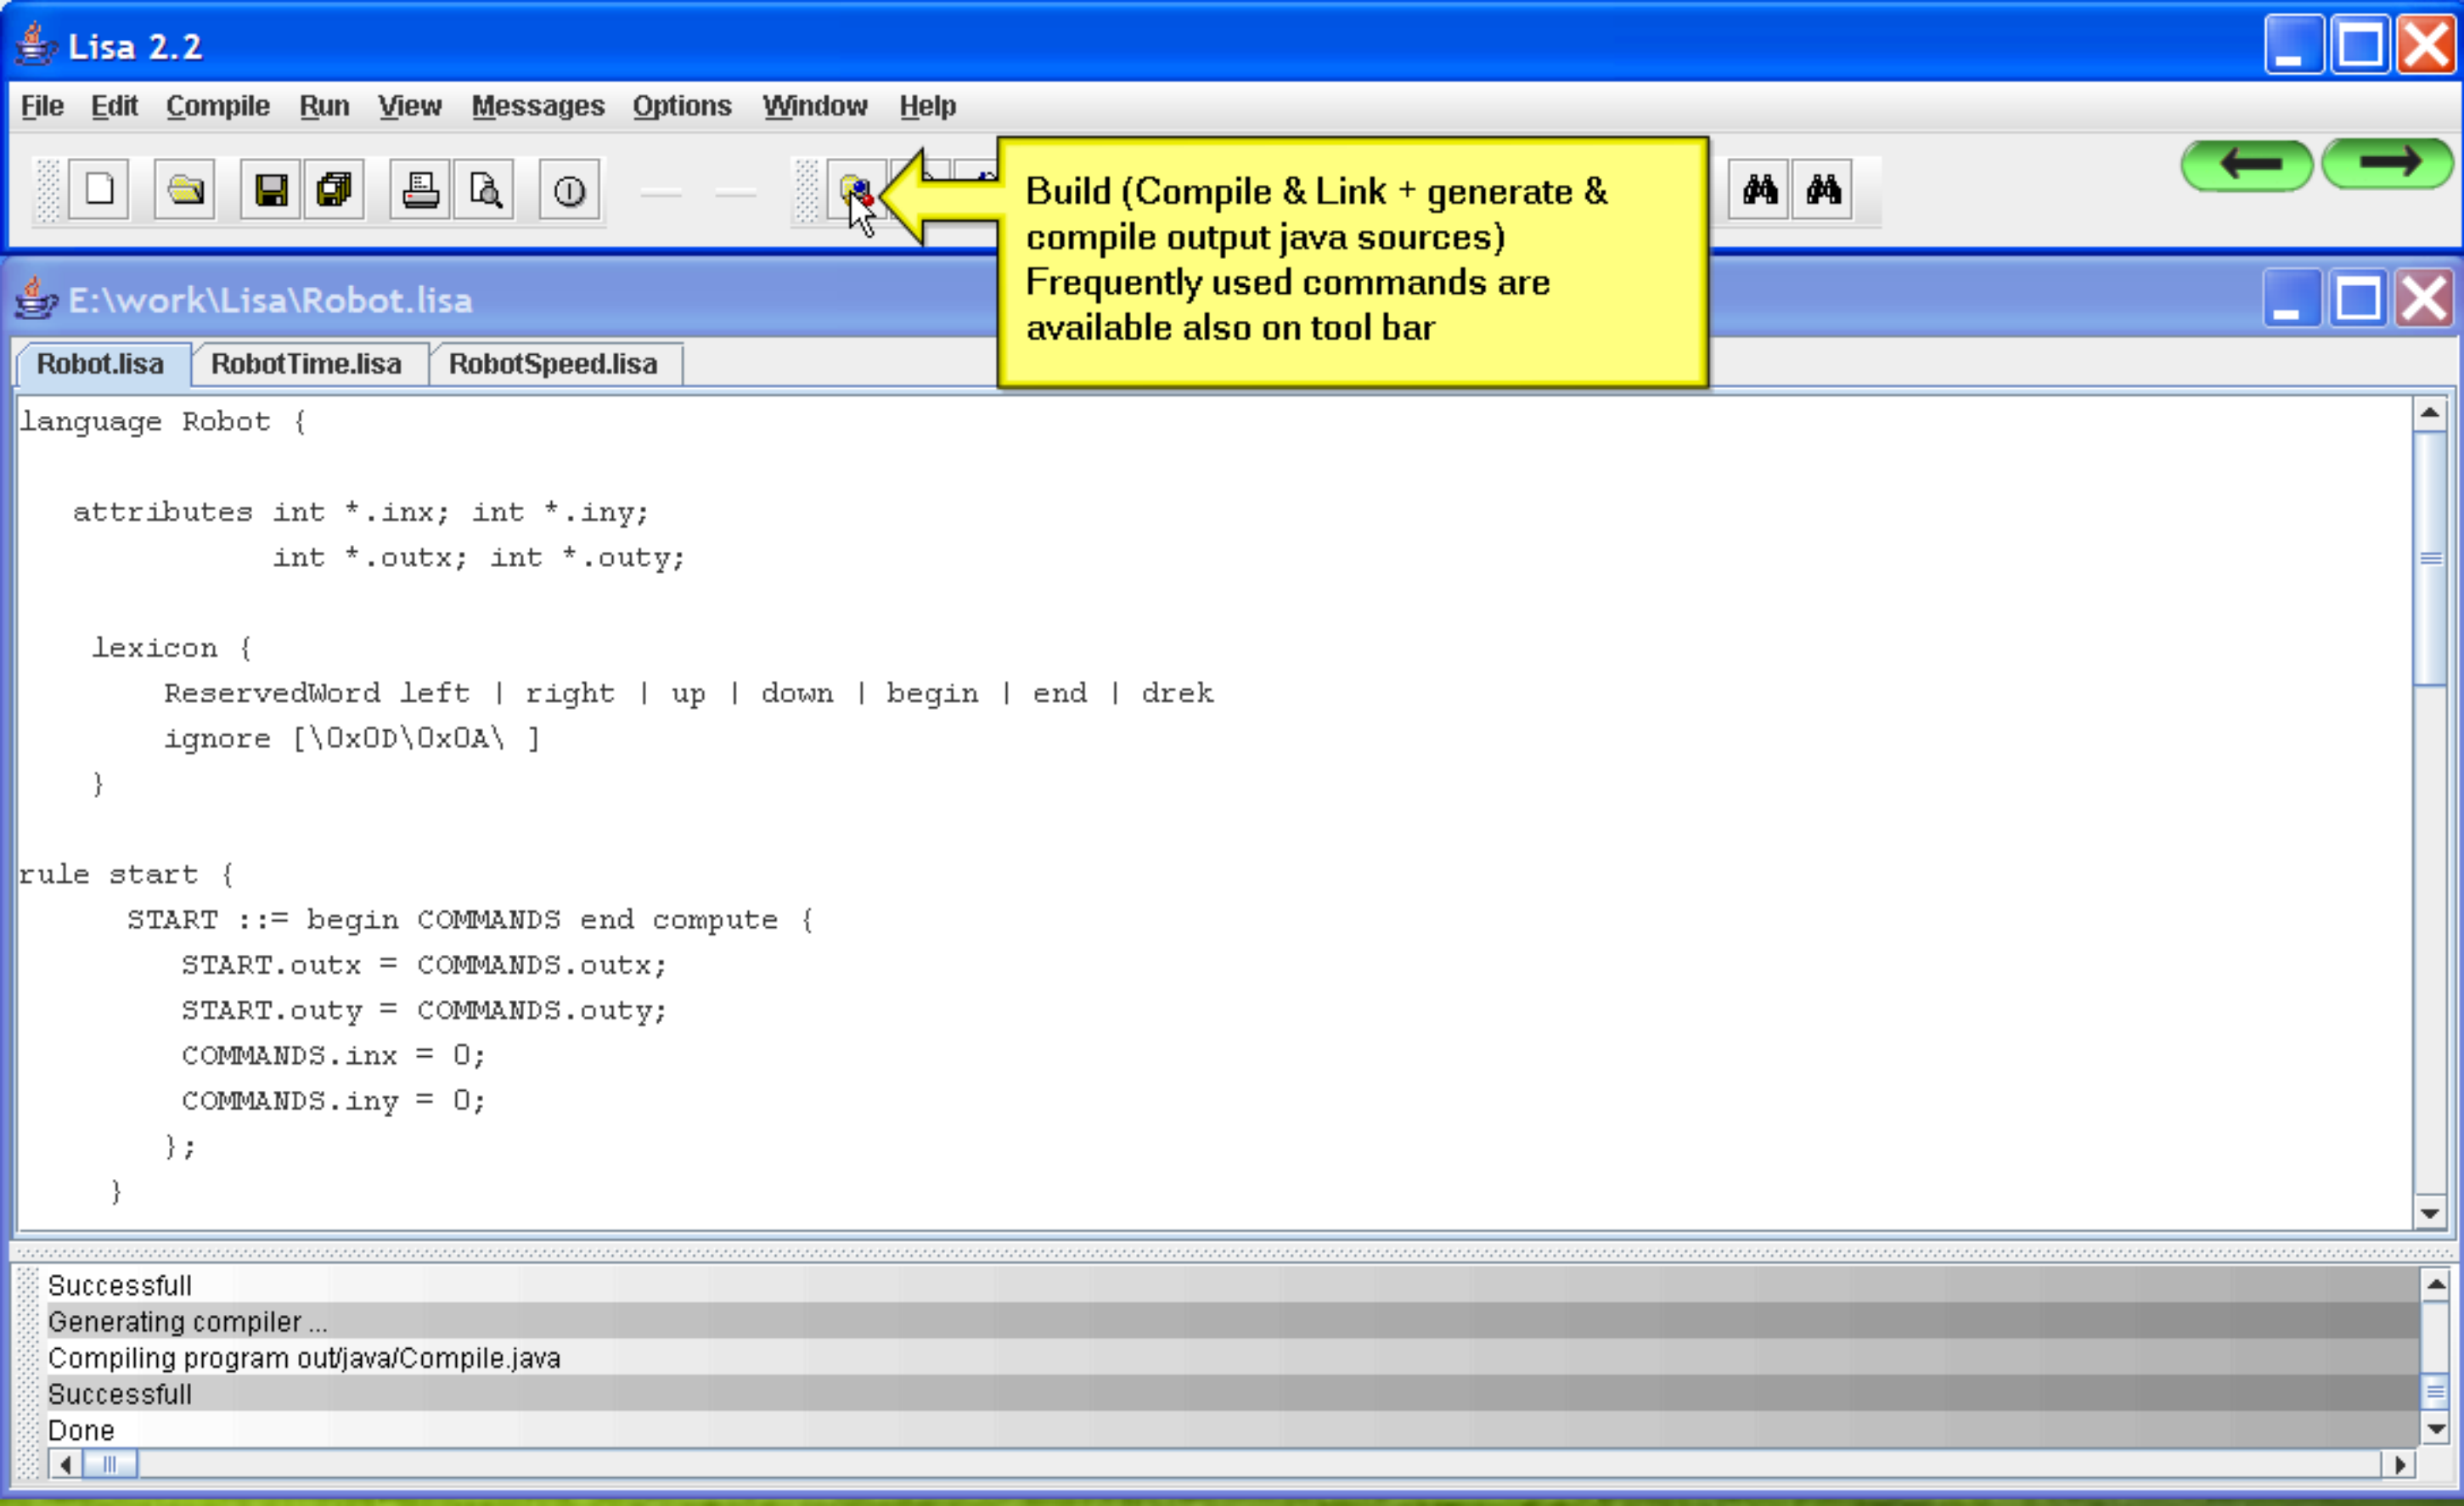 Lisa 2.2
File Edit Compile Run View Messages Options Window Help
Build (Compile & Link + generate &
compile output java sources)
Frequently used commands are
available also on tool bar
E:\work\Lisa\Robot.lisa
Robot.lisa RobotTime.lisa RobotSpeed.lisa
language Robot {
attributes int *.inx; int *.iny;
int *.outx; int *.outy;
lexicon {
ReservedWord left | right | up | down | begin | end | drek
ignore [\0x0D\0x0A\ ]
}
rule start {
START ::= begin COMMANDS end compute {
START.outx = COMMANDS.outx;
START.outy = COMMANDS.outy;
COMMANDS.inx = 0;
COMMANDS.iny = 0;
};
}
Successfull
Generating compiler ...
Compiling program out/java/Compile.java
Successfull
Done